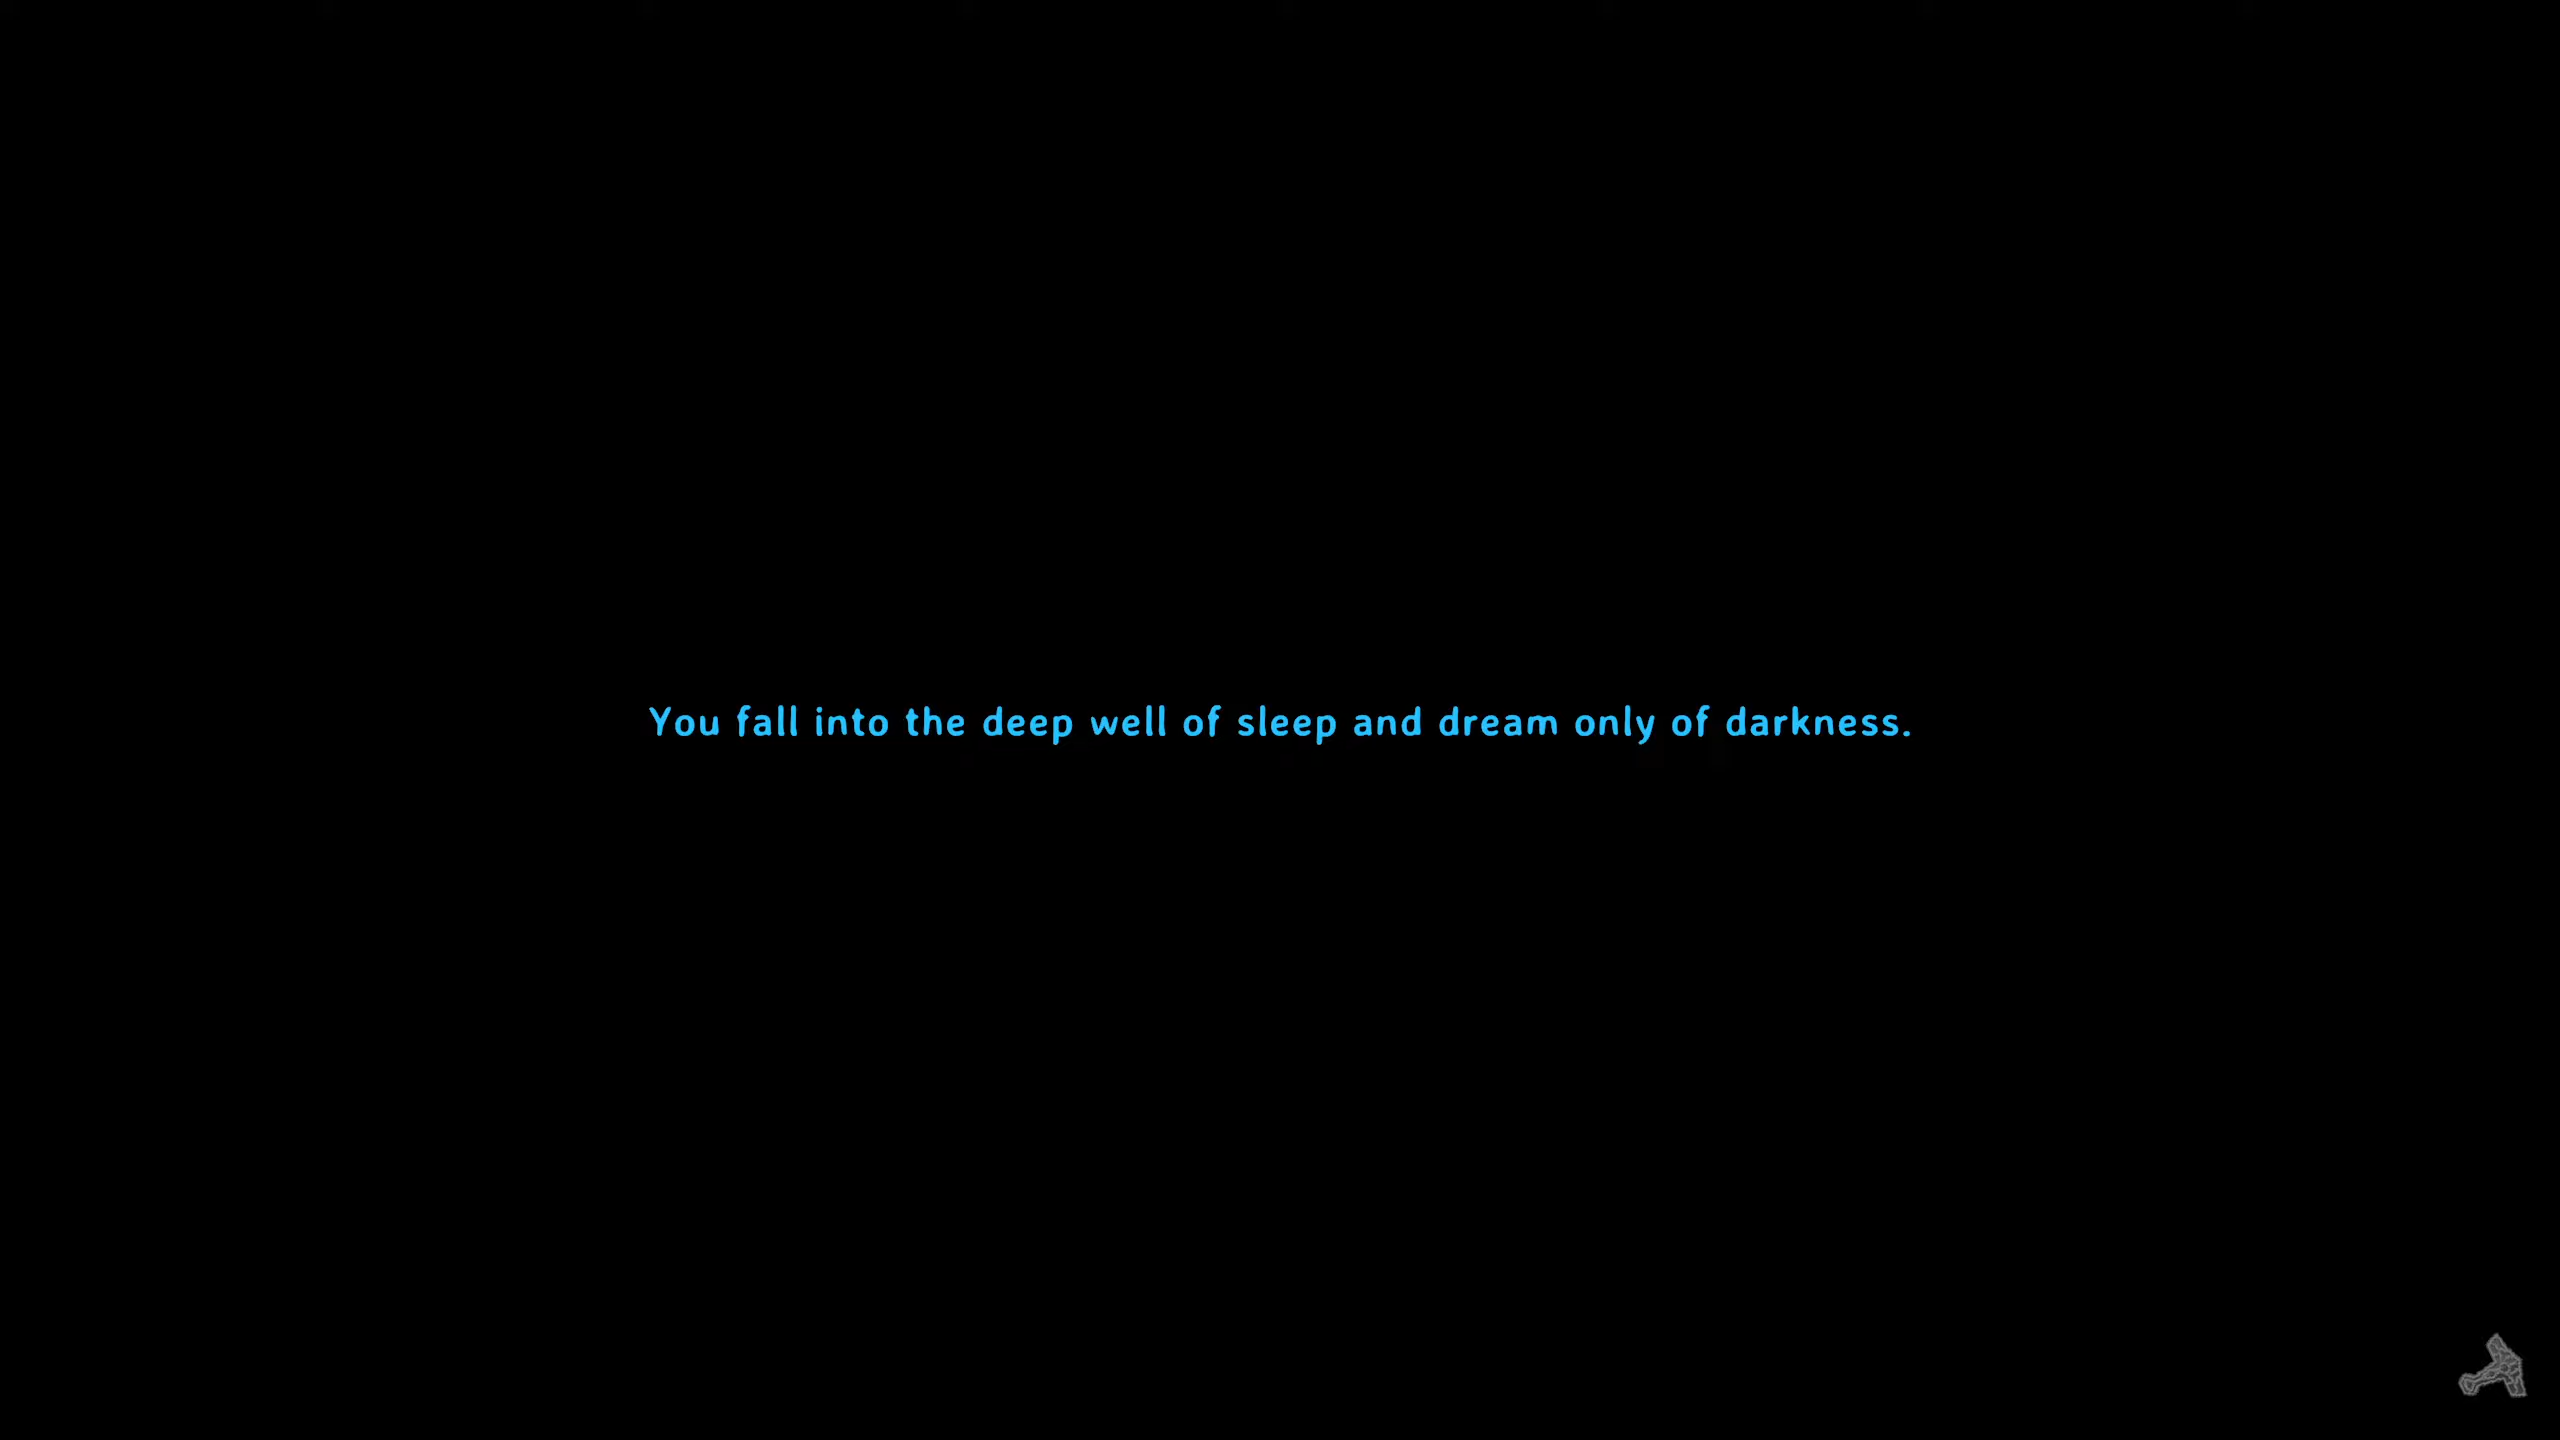 You fall into the deep well of sleep and dream only of darkness.